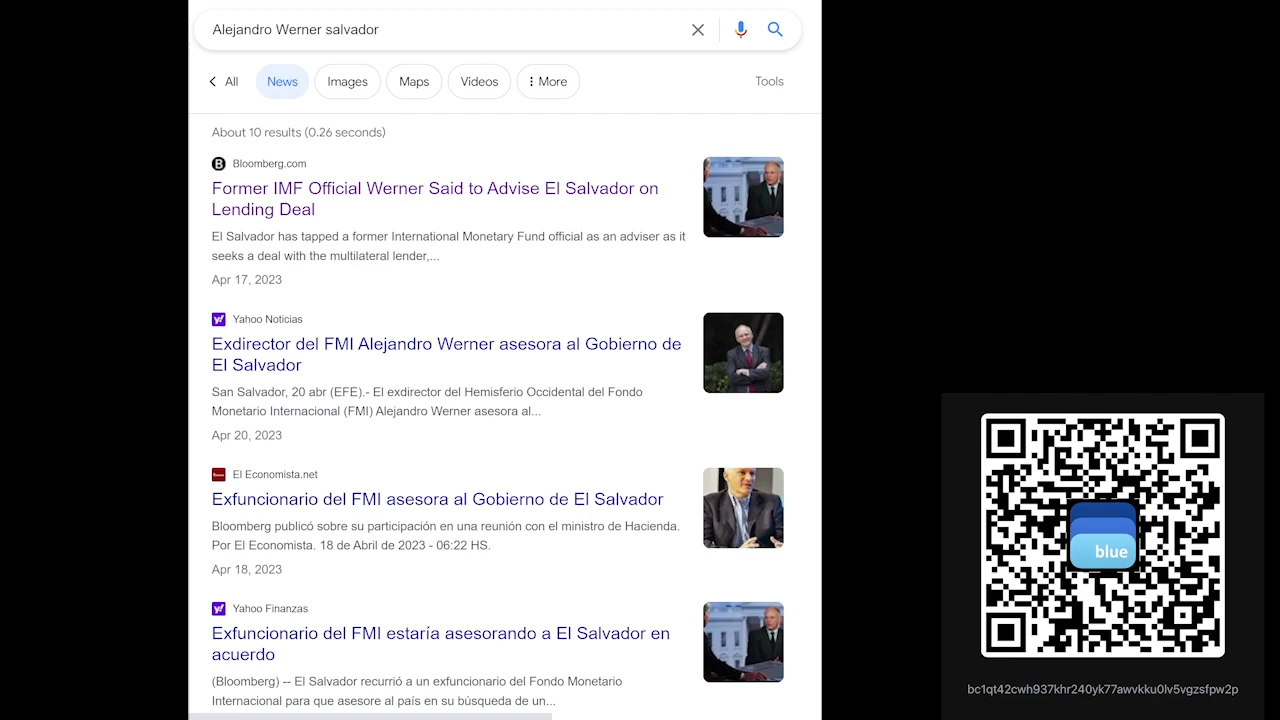 Alejandro Werner salvador
All
News
Images
Maps
Videos
More
Tools
About 10 results (0.26 seconds)
Bloomberg.com
Former IMF Official Werner Said to Advise El Salvador on
Lending Deal
El Salvador has tapped a former International Monetary Fund official as an adviser as it
seeks a deal with the multilateral lender,...
Apr 17, 2023
Yahoo Noticias
Exdirector del FMI Alejandro Werner asesora al Gobierno de
El Salvador
San Salvador, 20 abr (EFE).- El exdirector del Hemisferio Occidental del Fondo
Monetario Internacional (FMI) Alejandro Werner asesora al...
Apr 20, 2023
El Economista.net
Exfuncionario del FMI asesora al Gobierno de El Salvador
Bloomberg publicó sobre su participación en una reunión con el ministro de Hacienda.
Por El Economista. 18 de Abril de 2023 - 06:22 HS.
Apr 18, 2023
Yahoo Finanzas
Exfuncionario del FMI estaría asesorando a El Salvador en
acuerdo
(Bloomberg) -- El Salvador recurrió a un exfuncionario del Fondo Monetario
Internacional para que asesore al país en su búsqueda de un...
blue
bc1qt42cwh937khr240yk77awvkku0lv5vgzsfpw2p